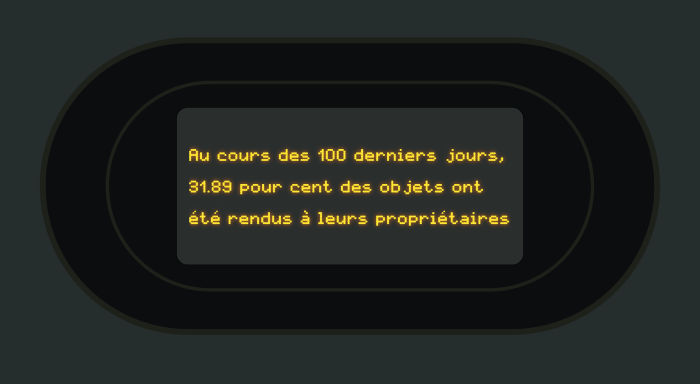 Au cours des 100 derniers jours,
31.89 pour cent des objets ont
été rendus à leurs propriétaires